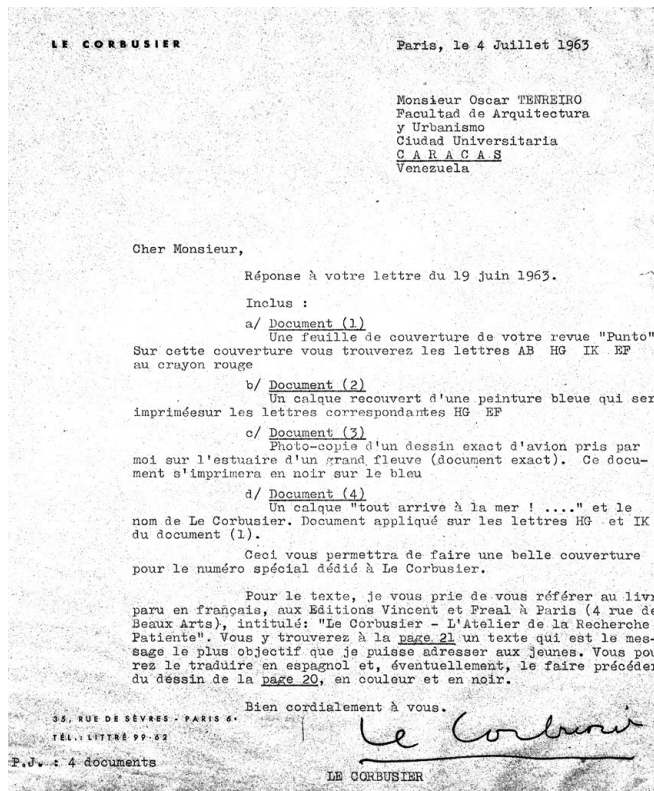 LE CORBUSIER
Paris, le 4 Juillet 1963
Monsieur Oscar TENREIRO
Facultad de Arquitectura
y Urbanismo
Ciudad Universitaria
C A R A C A S
Venezuela
Cher Monsieur,
Réponse à votre lettre du 19 juin 1963.
Inclus :
a/ Document (1)
Une feuille de couverture de votre revue "Punto"
Sur cette couverture vous trouverez les lettres AB HG IK EF
au crayon rouge
b/ Document (2)
Un calque recouvert d'une peinture bleue qui ser
impriméesur les lettres correspondantes HG EF
c/ Document (3)
Photo-copie d'un dessin exact d'avion pris par
moi sur l'estuaire d'un grand fleuve (document exact). Ce docu-
ment s'imprimera en noir sur le bleu
d/ Document (4)
Un calque "tout arrive à la mer ! ...." et le
nom de Le Corbusier. Document appliqué sur les lettres HG et IK
du document (1).
Ceci vous permettra de faire une belle couverture
pour le numéro spécial dédié à Le Corbusier.
Pour le texte, je vous prie de vous référer au livr
paru en français, aux Editions Vincent et Freal à Paris (4 rue de
Beaux Arts), intitulé: "Le Corbusier - L'Atelier de la Recherche
Patiente". Vous y trouverez à la page 21 un texte qui est le mes-
sage le plus objectif que je puisse adresser aux jeunes. Vous pou
rez le traduire en espagnol et, éventuellement, le faire précéder
du dessin de la page 20, en couleur et en noir.
Bien cordialement à vous.
35, RUE DE SÈVRES - PARIS 6e
TÉL.: LITTRÉ 99-62
Le Corbusier
P.J. : 4 documents
LE CORBUSIER